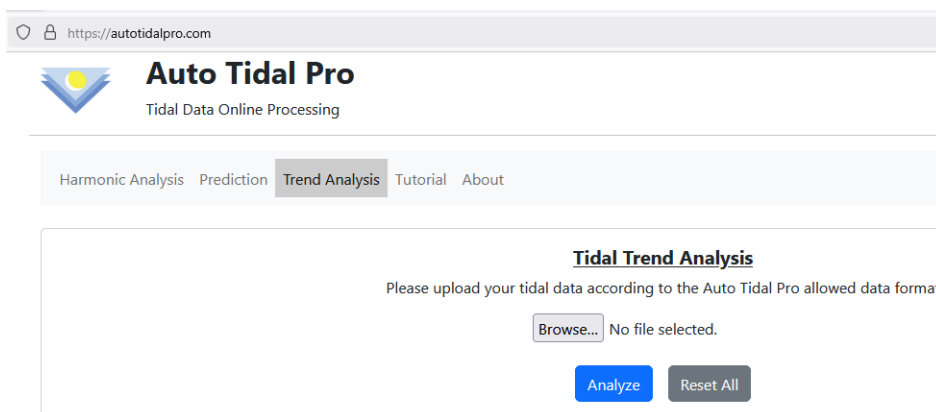 https://autotidalpro.com
Auto Tidal Pro
Tidal Data Online Processing
Harmonic Analysis Prediction Trend Analysis Tutorial About
Tidal Trend Analysis
Please upload your tidal data according to the Auto Tidal Pro allowed data forma
Browse... No file selected.
Analyze Reset All